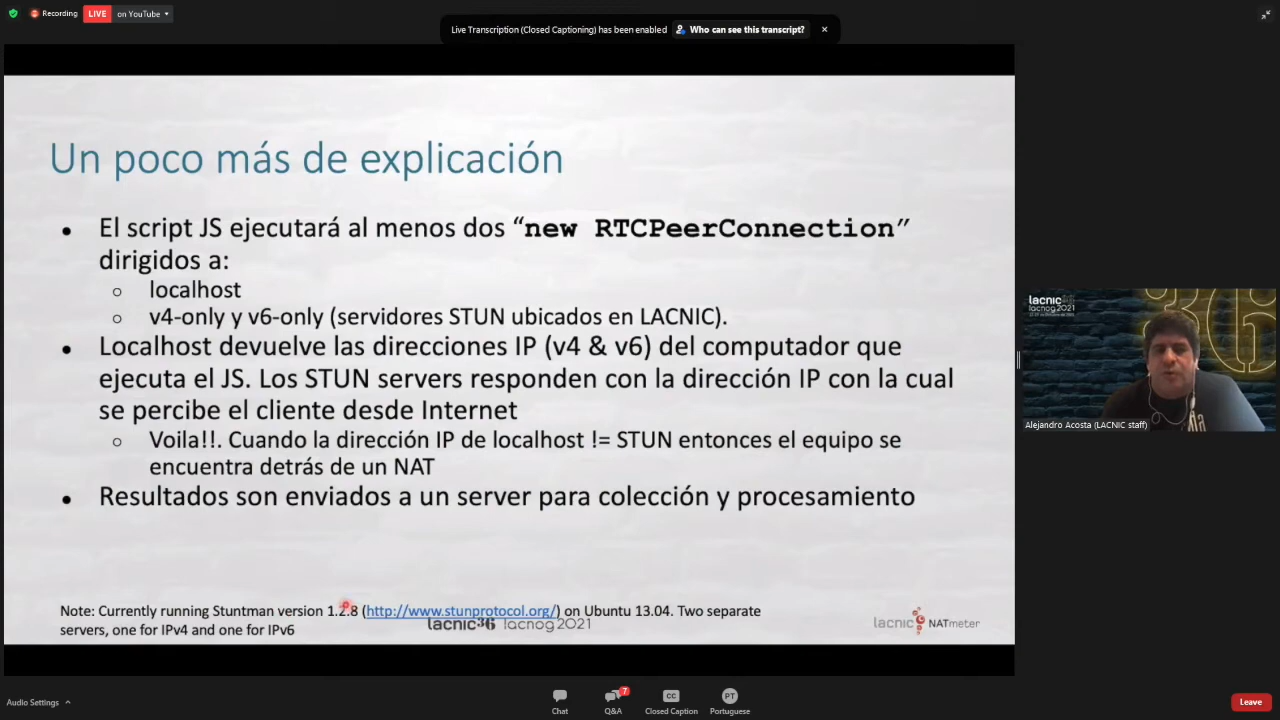 Recording
LIVE
on YouTube
Live Transcription (Closed Captioning) has been enabled
Who can see this transcript?
Un poco más de explicación
El script JS ejecutará al menos dos “new RTCPeerConnection”
dirigidos a:
localhost
v4-only y v6-only (servidores STUN ubicados en LACNIC).
Localhost devuelve las direcciones IP (v4 & v6) del computador que
ejecuta el JS. Los STUN servers responden con la dirección IP con la cual
se percibe el cliente desde Internet
Voila!!. Cuando la dirección IP de localhost != STUN entonces el equipo se
encuentra detrás de un NAT
Resultados son enviados a un server para colección y procesamiento
Note: Currently running Stuntman version 1.2.8 (http://www.stunprotocol.org/) on Ubuntu 13.04. Two separate
servers, one for IPv4 and one for IPv6
lacnic36 lacnog2021
lacnic NATmeter
lacnic36
lacnog2021
36
Alejandro Acosta (LACNIC staff)
Audio Settings
Chat
7
Q&A
CC
Closed Caption
PT
Portuguese
Leave